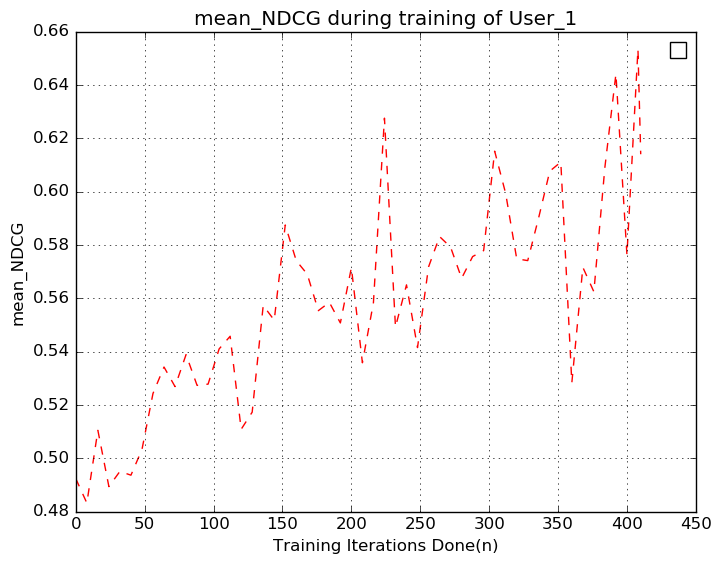 mean_NDCG during training of User_1
0.66
0.64
0.62
0.60
0.58
0.56
0.54
0.52
0.50
0.48
mean_NDCG
0 50 100 150 200 250 300 350 400 450
Training Iterations Done(n)